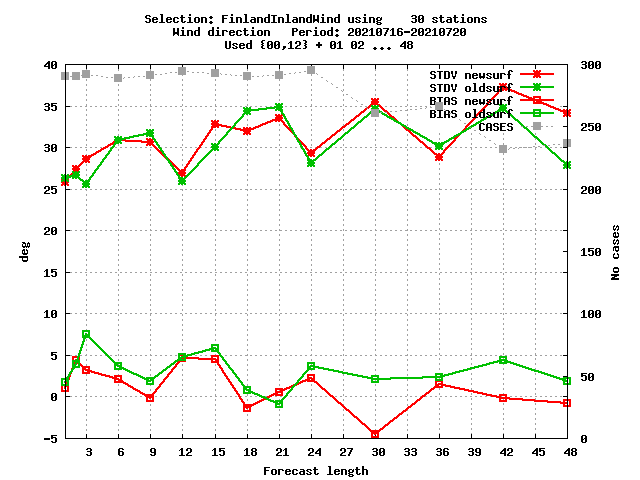 Selection: FinlandInlandWind using    30 stations
Wind direction   Period: 20210716-20210720
Used {00,12} + 01 02 ... 48
40 300
STDV newsurf
STDV oldsurf
BIAS newsurf
BIAS oldsurf
CASES
35 250
30 200
25
20 150
15 100
10
5 50
0
-5 0
deg
No cases
3 6 9 12 15 18 21 24 27 30 33 36 39 42 45 48
Forecast length